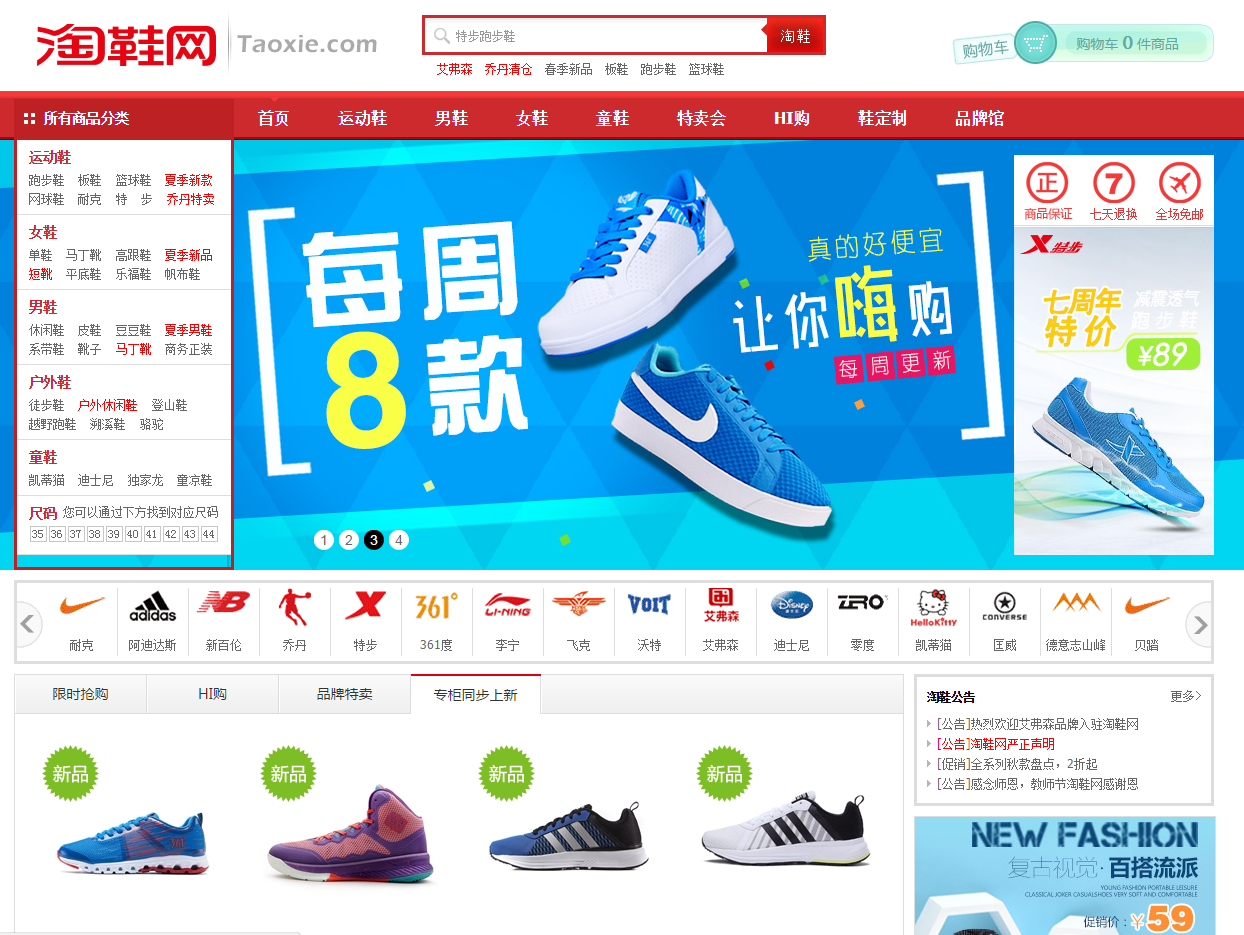 淘鞋网 Taoxie.com
特步跑步鞋
淘鞋
购物车
购物车 0 件商品
艾弗森 乔丹清仓 春季新品 板鞋 跑步鞋 篮球鞋
所有商品分类
首页 运动鞋 男鞋 女鞋 童鞋 特卖会 HI购 鞋定制 品牌馆
运动鞋
跑步鞋 板鞋 篮球鞋 夏季新款
网球鞋 耐克 特 步 乔丹特卖
女鞋
单鞋 马丁靴 高跟鞋 夏季新品
短靴 平底鞋 乐福鞋 帆布鞋
男鞋
休闲鞋 皮鞋 豆豆鞋 夏季男鞋
系带鞋 靴子 马丁靴 商务正装
户外鞋
徒步鞋 户外休闲鞋 登山鞋
越野跑鞋 溯溪鞋 骆驼
童鞋
凯蒂猫 迪士尼 独家龙 童凉鞋
尺码 您可以通过下方找到对应尺码
35 36 37 38 39 40 41 42 43 44
每周
8款
真的好便宜
让你嗨购
每周更新
1 2 3 4
正 7
商品保证 七天退换 全场免邮
X特步
七周年
特价
减震透气
跑步鞋
¥89
NB 361° LI-NING VOIT 艾弗森 Disney ZERO HelloKitty CONVERSE
adidas
耐克 阿迪达斯 新百伦 乔丹 特步 361度 李宁 飞克 沃特 艾弗森 迪士尼 零度 凯蒂猫 匡威 德意志山峰 贝踏
限时抢购 HI购 品牌特卖 专柜同步上新
新品 新品 新品 新品
淘鞋公告 更多>
[公告]热烈欢迎艾弗森品牌入驻淘鞋网
[公告]淘鞋网严正声明
[促销]全系列秋款盘点，2折起
[公告]感念师恩，教师节淘鞋网感谢恩
NEW FASHION
复古视觉·百搭流派
YOUNG FASHION PORTABLE LEISURE
CLASSICAL JOKER CASUALSHOES VERY SOFT AND COMFORTABLE
促销价：¥59